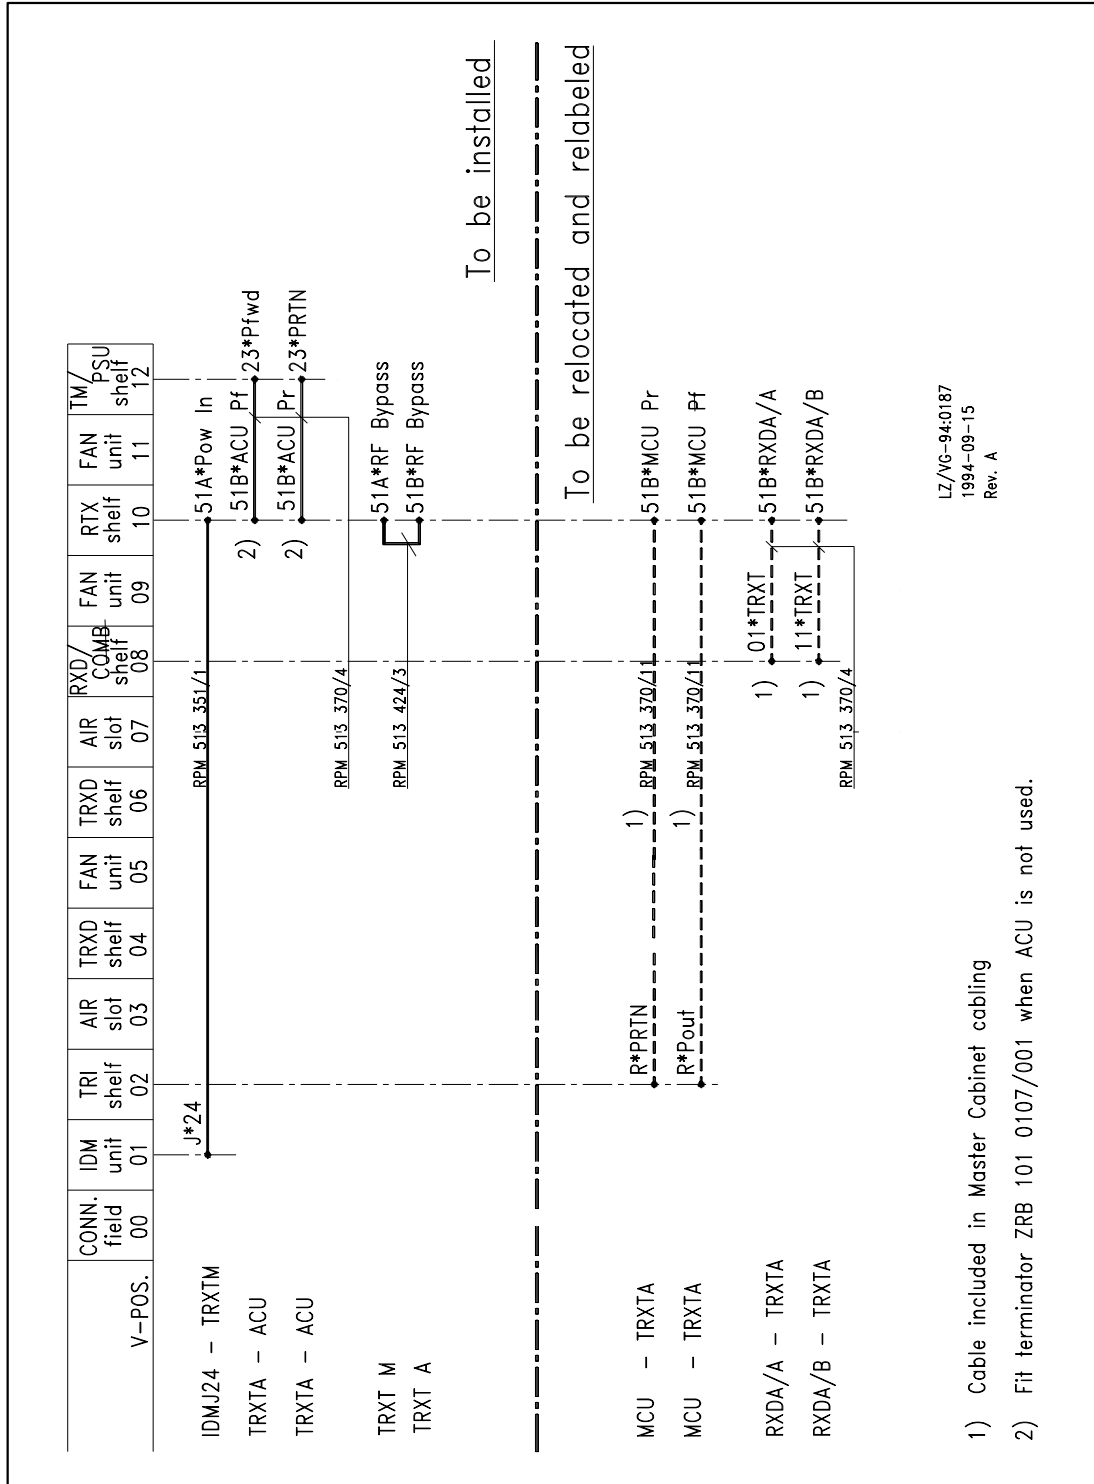 V-POS.
CONN. field 00
IDM unit 01
TRI shelf 02
AIR slot 03
TRXD shelf 04
FAN unit 05
TRXD shelf 06
AIR slot 07
RXD/ COMB shelf 08
FAN unit 09
RTX shelf 10
FAN unit 11
TM/ PSU shelf 12
IDMJ24 - TRXTM J*24 RPM 513 351/1 51A*Pow In
TRXTA - ACU 2) 51B*ACU Pf 23*Pfwd
TRXTA - ACU 2) 51B*ACU Pr 23*PRTN
RPM 513 370/4
TRXT M 51A*RF Bypass
RPM 513 424/3
TRXT A 51B*RF Bypass
To be installed
To be relocated and relabeled
MCU - TRXTA R*PRTN 1) RPM 513 370/11 51B*MCU Pr
MCU - TRXTA R*Pout 1) RPM 513 370/11 51B*MCU Pf
RXDA/A - TRXTA 1) 01*TRXT 51B*RXDA/A
RXDA/B - TRXTA 1) 11*TRXT 51B*RXDA/B
RPM 513 370/4
LZ/VG-94:0187
1994-09-15
Rev. A
1) Cable included in Master Cabinet cabling
2) Fit terminator ZRB 101 0107/001 when ACU is not used.